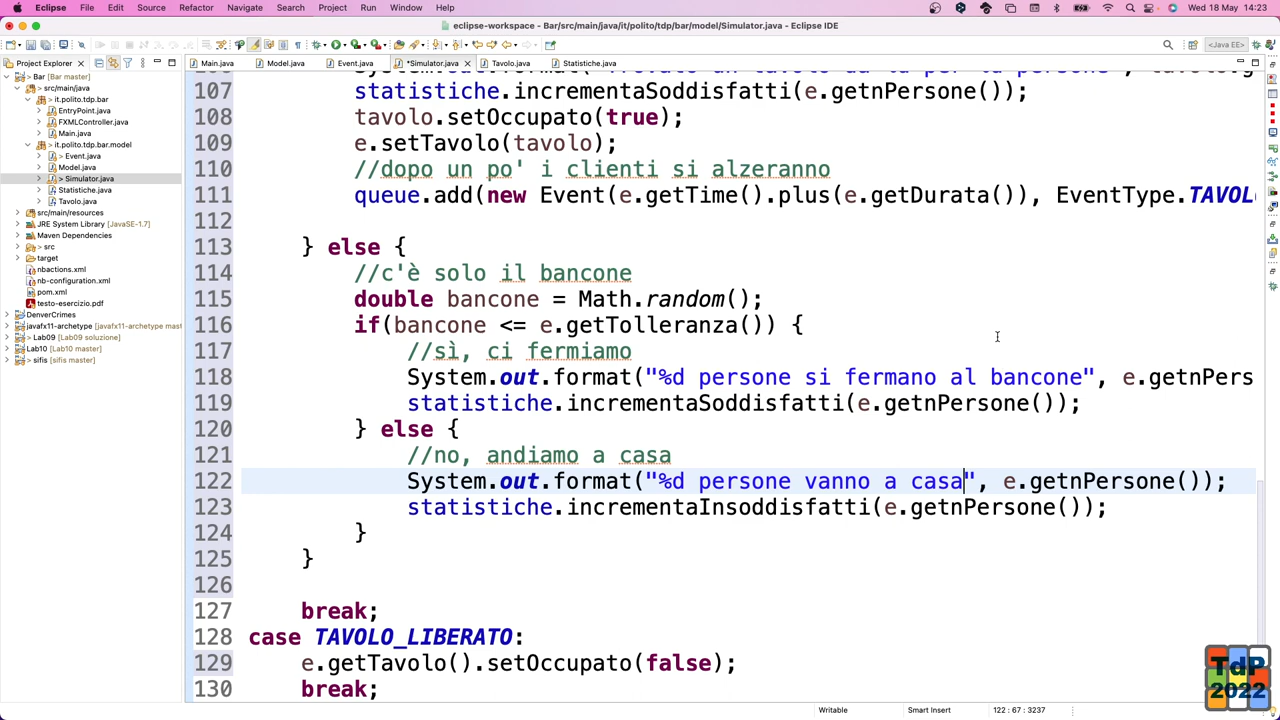 Eclipse File Edit Source Refactor Navigate Search Project Run Window Help Wed 18 May 14:23
eclipse-workspace - Bar/src/main/java/it/polito/tdp/bar/model/Simulator.java - Eclipse IDE
<Java EE>
Project Explorer
Main.java Model.java Event.java *Simulator.java Tavolo.java Statistiche.java
Bar [Bar master]
src/main/java
it.polito.tdp.bar
EntryPoint.java
FXMLController.java
Main.java
it.polito.tdp.bar.model
> Event.java
Model.java
> Simulator.java
Statistiche.java
Tavolo.java
src/main/resources
JRE System Library [JavaSE-1.7]
Maven Dependencies
> src
target
nbactions.xml
nb-configuration.xml
pom.xml
testo-esercizio.pdf
DenverCrimes
javafx11-archetype [javafx11-archetype mast
> Lab09 [Lab09 soluzione]
Lab10 [Lab10 master]
> sifis [sifis master]
107 statistiche.incrementaSoddisfatti(e.getnPersone());
108 tavolo.setOccupato(true);
109 e.setTavolo(tavolo);
110 //dopo un po' i clienti si alzeranno
111 queue.add(new Event(e.getTime().plus(e.getDurata()), EventType.TAVOL
112
113 } else {
114 //c'è solo il bancone
115 double bancone = Math.random();
116 if(bancone <= e.getTolleranza()) {
117 //sì, ci fermiamo
118 System.out.format("%d persone si fermano al bancone", e.getnPers
119 statistiche.incrementaSoddisfatti(e.getnPersone());
120 } else {
121 //no, andiamo a casa
122 System.out.format("%d persone vanno a casa", e.getnPersone());
123 statistiche.incrementaInsoddisfatti(e.getnPersone());
124 }
125 }
126
127 break;
128 case TAVOLO_LIBERATO:
129 e.getTavolo().setOccupato(false);
130 break;
Writable Smart Insert 122 : 67 : 3237
TdP
2022